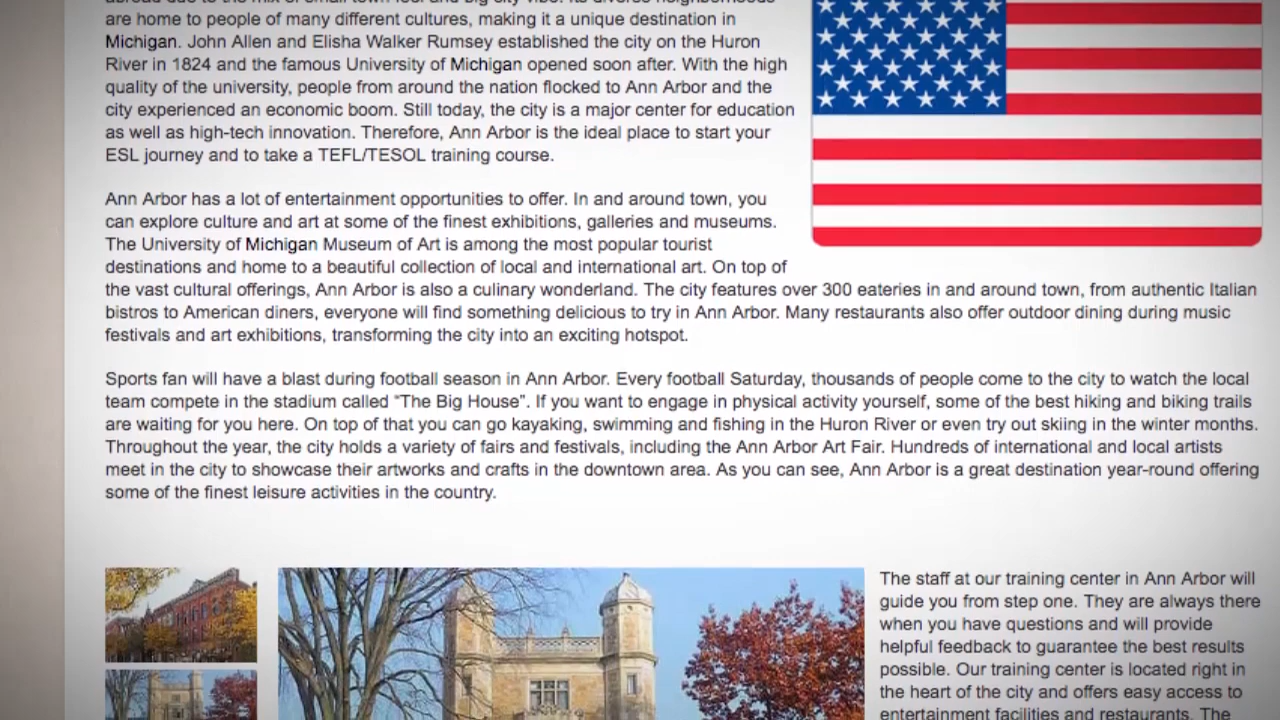 are home to people of many different cultures, making it a unique destination in
Michigan. John Allen and Elisha Walker Rumsey established the city on the Huron
River in 1824 and the famous University of Michigan opened soon after. With the high
quality of the university, people from around the nation flocked to Ann Arbor and the
city experienced an economic boom. Still today, the city is a major center for education
as well as high-tech innovation. Therefore, Ann Arbor is the ideal place to start your
ESL journey and to take a TEFL/TESOL training course.
Ann Arbor has a lot of entertainment opportunities to offer. In and around town, you
can explore culture and art at some of the finest exhibitions, galleries and museums.
The University of Michigan Museum of Art is among the most popular tourist
destinations and home to a beautiful collection of local and international art. On top of
the vast cultural offerings, Ann Arbor is also a culinary wonderland. The city features over 300 eateries in and around town, from authentic Italian
bistros to American diners, everyone will find something delicious to try in Ann Arbor. Many restaurants also offer outdoor dining during music
festivals and art exhibitions, transforming the city into an exciting hotspot.
Sports fan will have a blast during football season in Ann Arbor. Every football Saturday, thousands of people come to the city to watch the local
team compete in the stadium called “The Big House”. If you want to engage in physical activity yourself, some of the best hiking and biking trails
are waiting for you here. On top of that you can go kayaking, swimming and fishing in the Huron River or even try out skiing in the winter months.
Throughout the year, the city holds a variety of fairs and festivals, including the Ann Arbor Art Fair. Hundreds of international and local artists
meet in the city to showcase their artworks and crafts in the downtown area. As you can see, Ann Arbor is a great destination year-round offering
some of the finest leisure activities in the country.
The staff at our training center in Ann Arbor will
guide you from step one. They are always there
when you have questions and will provide
helpful feedback to guarantee the best results
possible. Our training center is located right in
the heart of the city and offers easy access to
entertainment facilities and restaurants. The